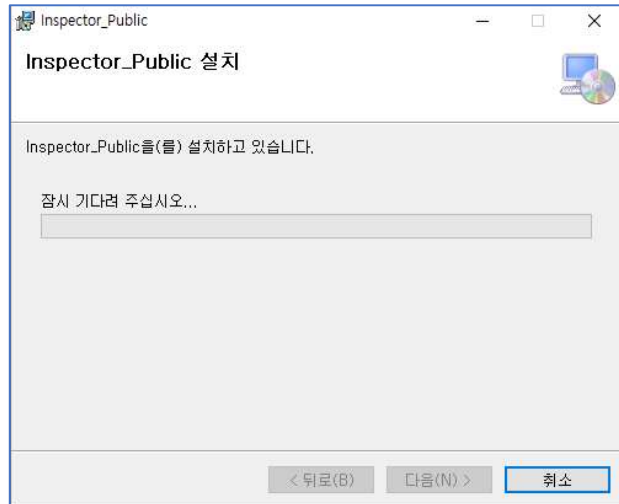 Inspector_Public
Inspector_Public 설치
Inspector_Public을(를) 설치하고 있습니다.
잠시 기다려 주십시오...
< 뒤로(B) 다음(N) > 취소